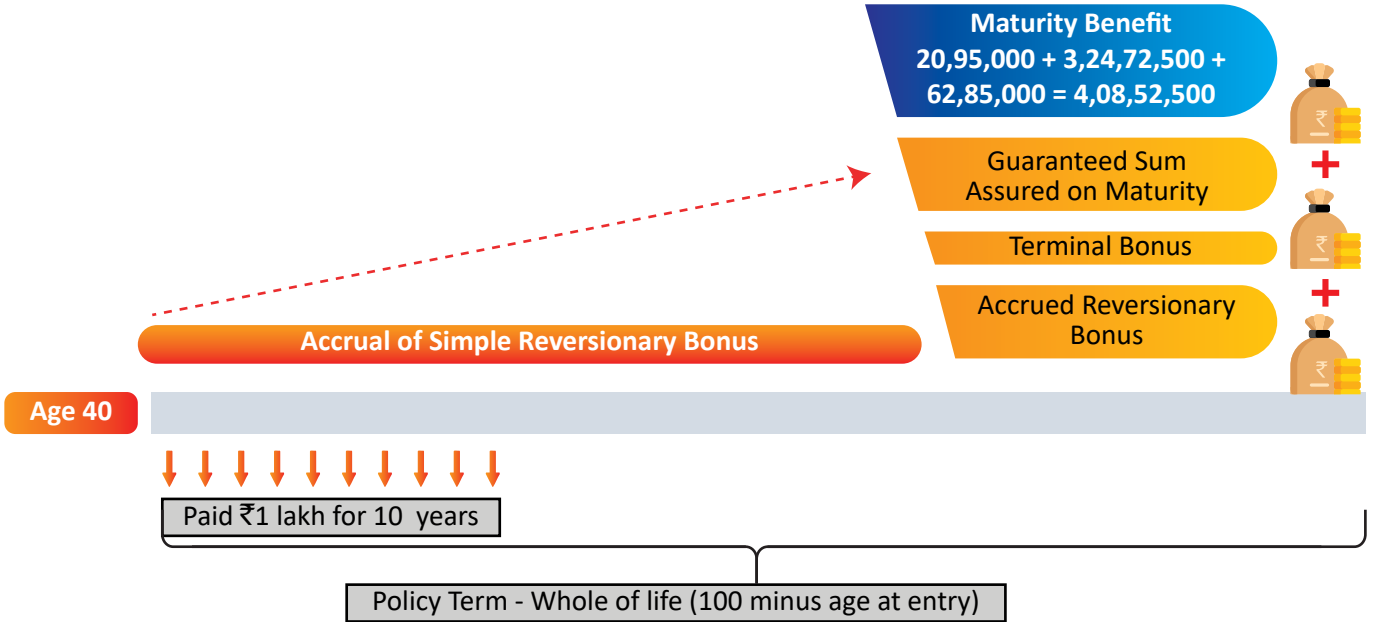 Maturity Benefit
20,95,000 + 3,24,72,500 +
62,85,000 = 4,08,52,500
₹
+
Guaranteed Sum
Assured on Maturity
₹
Terminal Bonus
+
Accrued Reversionary
Bonus
₹
Accrual of Simple Reversionary Bonus
Age 40
Paid ₹1 lakh for 10 years
Policy Term - Whole of life (100 minus age at entry)